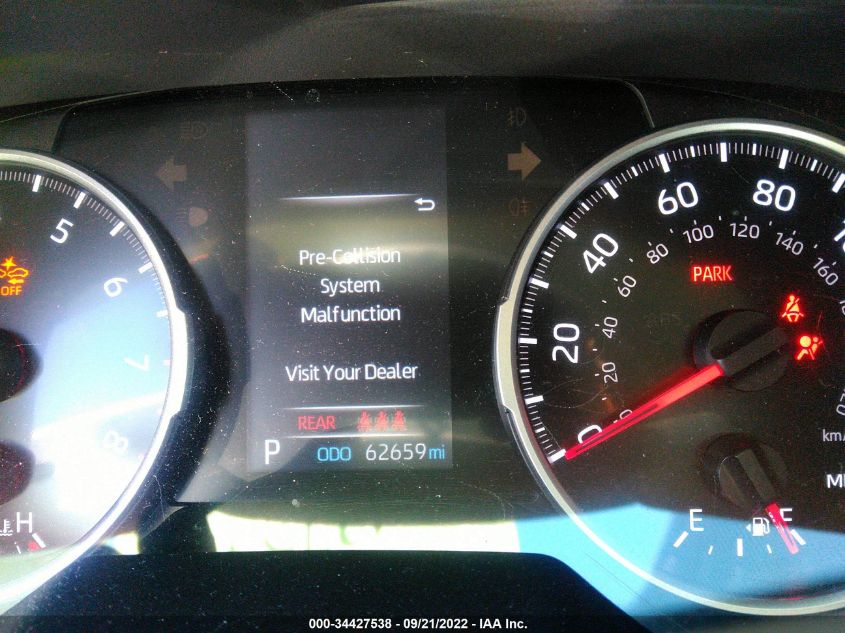 5
6
7
8
OFF
H
Pre-Collision
System
Malfunction
Visit Your Dealer
REAR
P ODO 62659 mi
0
20
40
60
80
20
40
60
80
100
120
140
160
PARK
km/
E
F
000-34427538 - 09/21/2022 - IAA Inc.